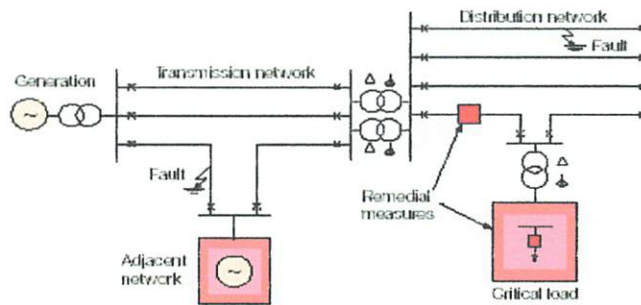 Distribution network
Fault
Generation
Transmission network
Fault
Remedial
measures
Adjacent
network
Critical load